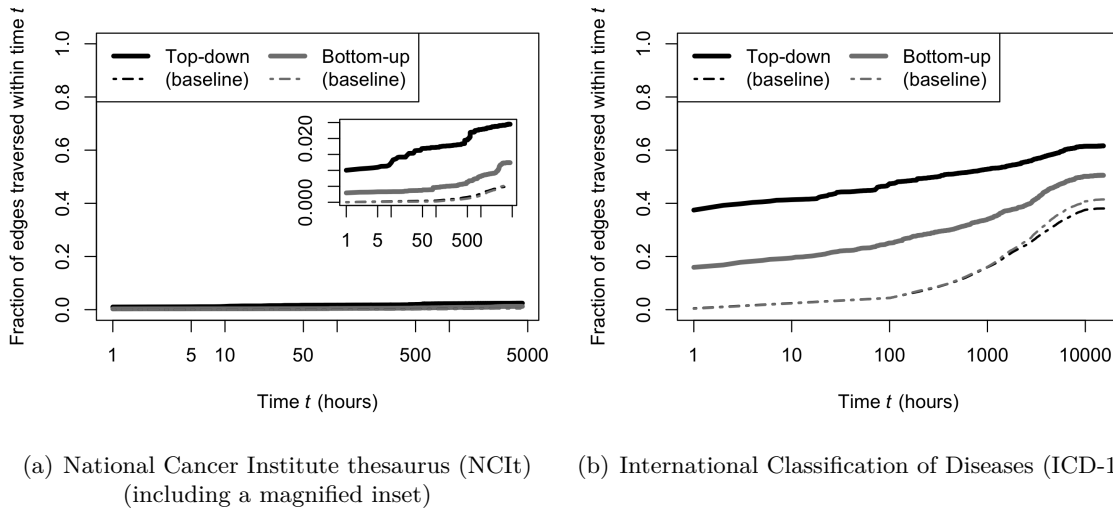 Fraction of edges traversed within time t
1.0
0.8
0.6
0.4
0.2
0.0
Top-down
(baseline)
Bottom-up
(baseline)
0.020
0.000
1 5 50 500
1 5 10 50 500 5000
Time t (hours)
(a) National Cancer Institute thesaurus (NCIt)
(including a magnified inset)
Fraction of edges traversed within time t
1.0
0.8
0.6
0.4
0.2
0.0
Top-down
(baseline)
Bottom-up
(baseline)
1 10 100 1000 10000
Time t (hours)
(b) International Classification of Diseases (ICD-1